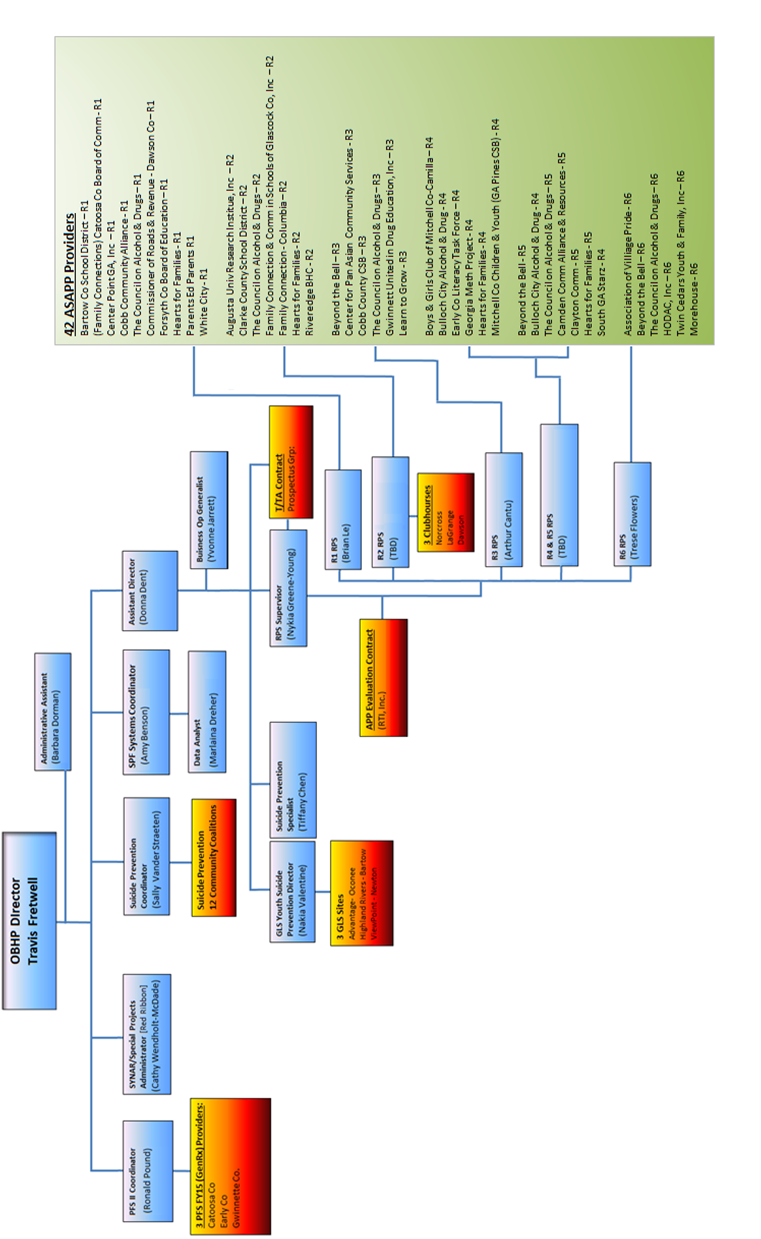 OBHP Director
Travis Fretwell
Administrative Assistant
(Barbara Dorman)
PFS II Coordinator
(Ronald Pound)
SYNAR/Special Projects
Administrator [Red Ribbon]
(Cathy Wendholt-McDade)
Suicide Prevention
Coordinator
(Sally Vander Straeten)
SPF Systems Coordinator
(Amy Benson)
Assistant Director
(Donna Dent)
3 PFS FY15 (GenRx) Providers:
Catoosa Co
Early Co
Gwinnette Co.
Suicide Prevention
12 Community Coalitions
Data Analyst
(Marlaina Dreher)
Buisness Op Generalist
(Yvonne Jarrett)
GLS Youth Suicide
Prevention Director
(Nakia Valentine)
Suicide Prevention
Specialist
(Tiffany Chen)
RPS Supervisor
(Nykia Greene-Young)
T/TA Contract
Prospectus Grp:
3 GLS Sites
Advantage- Oconee
Highland Rivers - Bartow
ViewPoint - Newton
APP Evaluation Contract
(RTI, Inc.)
R1 RPS
(Brian Le)
R2 RPS
(TBD)
3 Clubhourses
Norcross
LaGrange
Dawson
R3 RPS
(Arthur Cantu)
R4 & R5 RPS
(TBD)
R6 RPS
(Trese Flowers)
42 ASAPP Providers
Bartow Co School District – R1
(Family Connections) Catoosa Co Board of Comm - R1
Center Point GA, Inc – R1
Cobb Community Alliance - R1
The Council on Alcohol & Drugs – R1
Commissioner of Roads & Revenue - Dawson Co – R1
Forsyth Co Board of Education – R1
Hearts for Families - R1
Parents Ed Parents R1
White City - R1
Augusta Univ Research Institue, Inc – R2
Clarke County School District – R2
The Council on Alcohol & Drugs – R2
Family Connection & Comm in Schools of Glascock Co, Inc – R2
Family Connection - Columbia – R2
Hearts for Families – R2
Riveredge BHC - R2
Beyond the Bell – R3
Center for Pan Asian Community Services - R3
Cobb County CSB – R3
The Council on Alcohol & Drugs – R3
Gwinnett United in Drug Education, Inc – R3
Learn to Grow - R3
Boys & Girls Club of Mitchell Co-Camilla – R4
Bulloch City Alcohol & Drug - R4
Early Co Literacy Task Force – R4
Georgia Meth Project - R4
Hearts for Families - R4
Mitchell Co Children & Youth (GA Pines CSB) - R4
Beyond the Bell - R5
Bulloch City Alcohol & Drug - R4
The Council on Alcohol & Drugs – R5
Camden Comm Alliance & Resources - R5
Clayton Comm - R5
Hearts for Families – R5
South GA Starz - R4
Association of Villiage Pride - R6
Beyond the Bell – R6
The Council on Alcohol & Drugs – R6
HODAC, Inc – R6
Twin Cedars Youth & Family, Inc – R6
Morehouse - R6